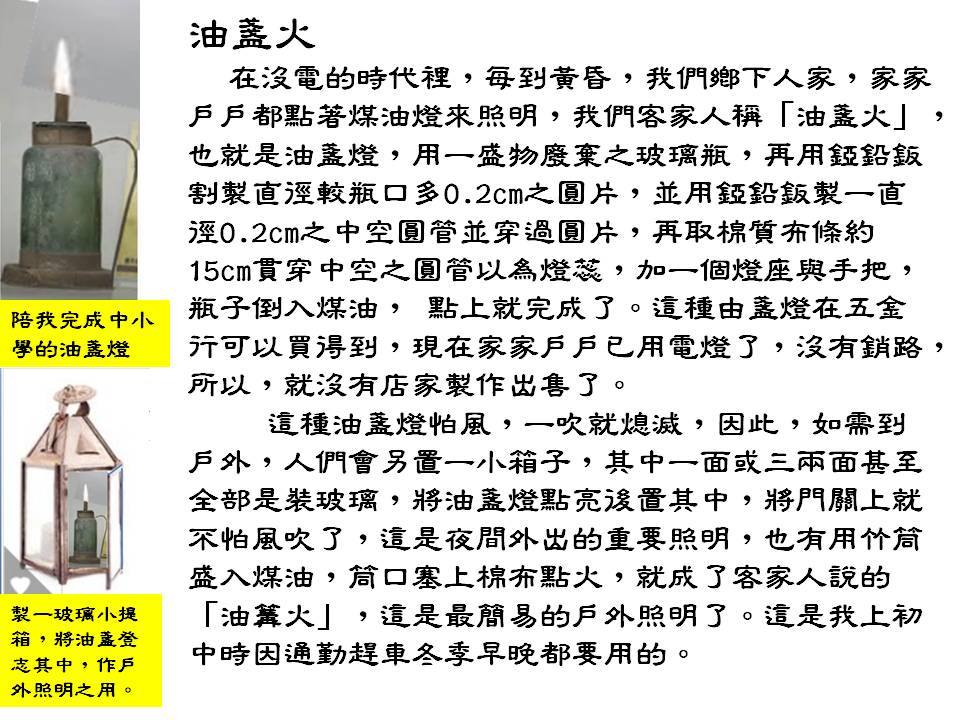 油盞火
在沒電的時代裡，每到黃昏，我們鄉下人家，家家
戶戶都點著煤油燈來照明，我們客家人稱「油盞火」，
也就是油盞燈，用一盛物廢棄之玻璃瓶，再用錏鉛鈑
割製直徑較瓶口多0.2cm之圓片，並用錏鉛鈑製一直
徑0.2cm之中空圓管並穿過圓片，再取棉質布條約
15cm貫穿中空之圓管以為燈蕊，加一個燈座與手把，
瓶子倒入煤油， 點上就完成了。這種由盞燈在五金
行可以買得到，現在家家戶戶已用電燈了，沒有銷路，
所以，就沒有店家製作出售了。
這種油盞燈怕風，一吹就熄滅，因此，如需到
戶外，人們會另置一小箱子，其中一面或三兩面甚至
全部是裝玻璃，將油盞燈點亮後置其中，將門關上就
不怕風吹了，這是夜間外出的重要照明，也有用竹筒
盛入煤油，筒口塞上棉布點火，就成了客家人說的
「油篝火」，這是最簡易的戶外照明了。這是我上初
中時因通勤趕車冬季早晚都要用的。
陪我完成中小
學的油盞燈
製一玻璃小提
箱，將油盞登
志其中，作戶
外照明之用。